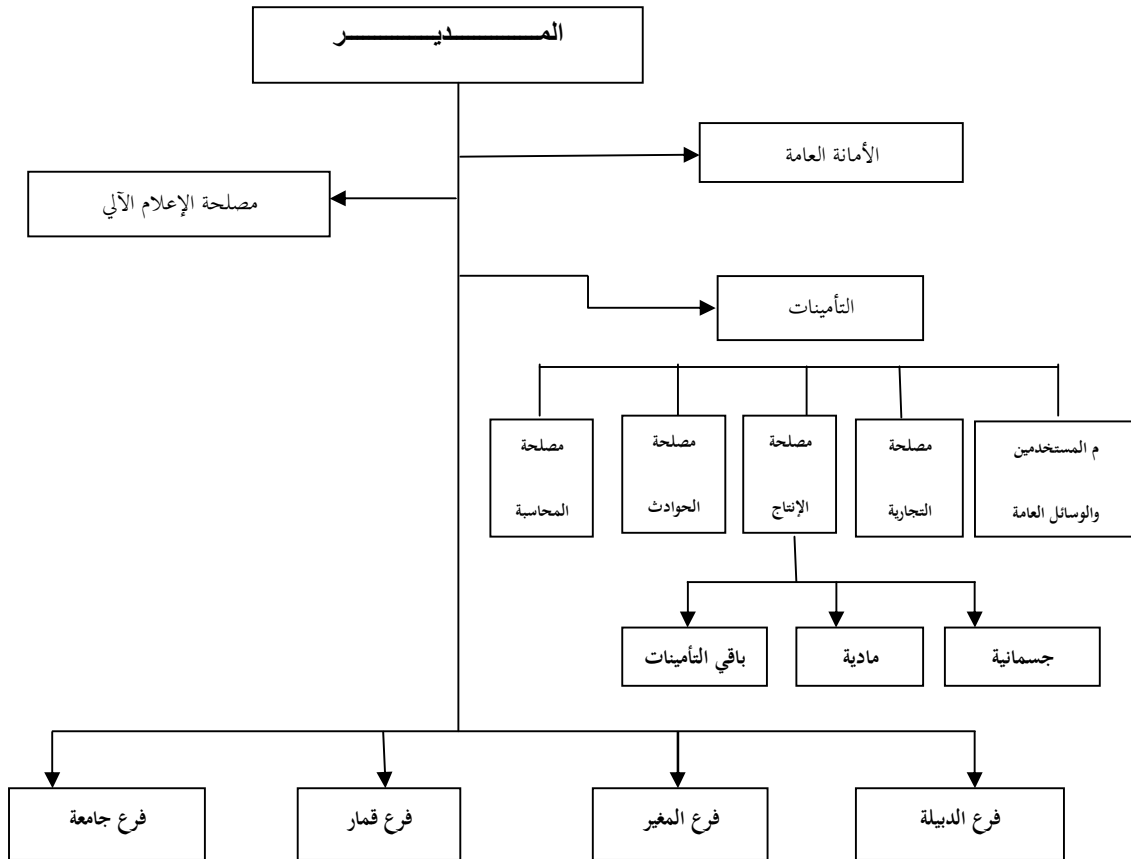 المـــــــــديـــــــــــر
الأمانة العامة
مصلحة الإعلام الآلي
التأمينات
م المستخدمين
والوسائل العامة
مصلحة
التجارية
مصلحة
الإنتاج
مصلحة
الحوادث
مصلحة
المحاسبة
جسمانية
مادية
باقي التأمينات
فرع الدبيلة
فرع المغير
فرع قمار
فرع جامعة